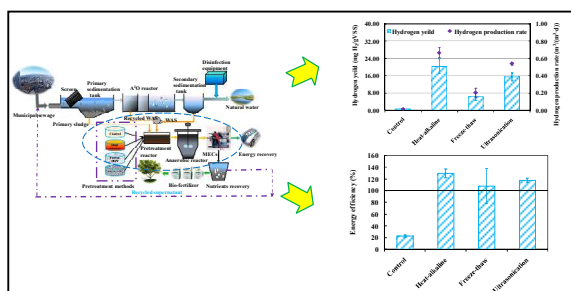 Disinfection
equipment
Secondary
sedimentation
tank
Primary
sedimentation
tank
Screen
A²O reactor
Natural water
Municipal sewage
Primary sludge
Recycled WAS
WAS
Control
Pretreatment
reactor
Anaerobic reactor
MECs
Energy recovery
Pretreatment methods
Bio-fertilizer
Nutrients recovery
Recycled supernatant
Hydrogen yeild
Hydrogen production rate
Hydrogen yeild (mg H₂/gVSS)
40.00
32.00
24.00
16.00
8.00
0.00
1.00
0.80
0.60
0.40
0.20
0.00
Hydrogen production rate (m³/(m³·d))
Control
Heat-alkaline
Freeze-thaw
Ultrasonication
Energy efficiency (%)
160
140
120
100
80
60
40
20
0
Control
Heat-alkaline
Freeze-thaw
Ultrasonication